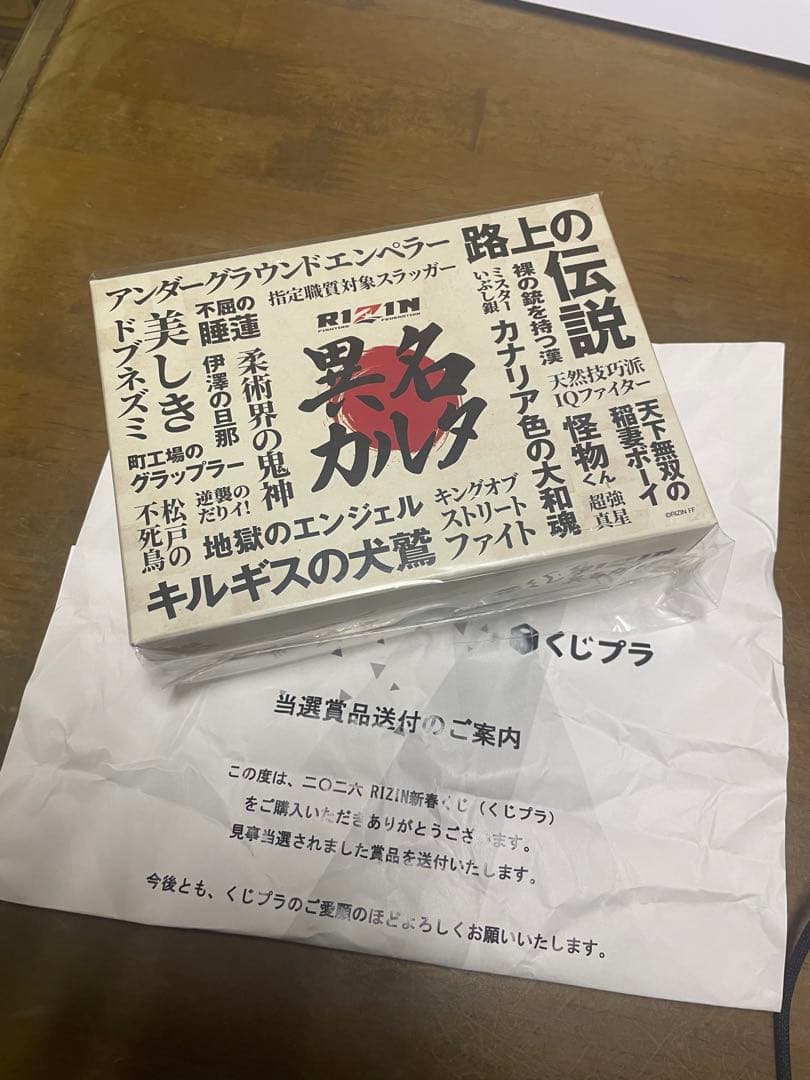 アンダーグラウンドエンペラー
指定職質対象スラッガー
路上の
伝説
裸の銃を持つ漢
ミスター
いぶし銀
不屈の
睡蓮
美しき
ドブネズミ
伊澤の旦那
柔術界の鬼神
RIZIN
FIGHTING FEDERATION
異名
カルタ
カナリア色の大和魂
天然技巧派
IQファイター
天下無双の
稲妻ボーイ
怪物くん
超強
真星
町工場の
グラップラー
逆襲のイ!
だり
松戸の
不死鳥
地獄のエンジェル
キングオブ
ストリート
ファイト
キルギスの犬鷲
©RIZIN FF
くじプラ
当選賞品送付のご案内
この度は、二〇二六 RIZIN新春くじ(くじプラ)
をご購入いただきありがとうございます。
見事当選されました賞品を送付いたします。
今後とも、くじプラのご愛顧のほどよろしくお願いいたします。